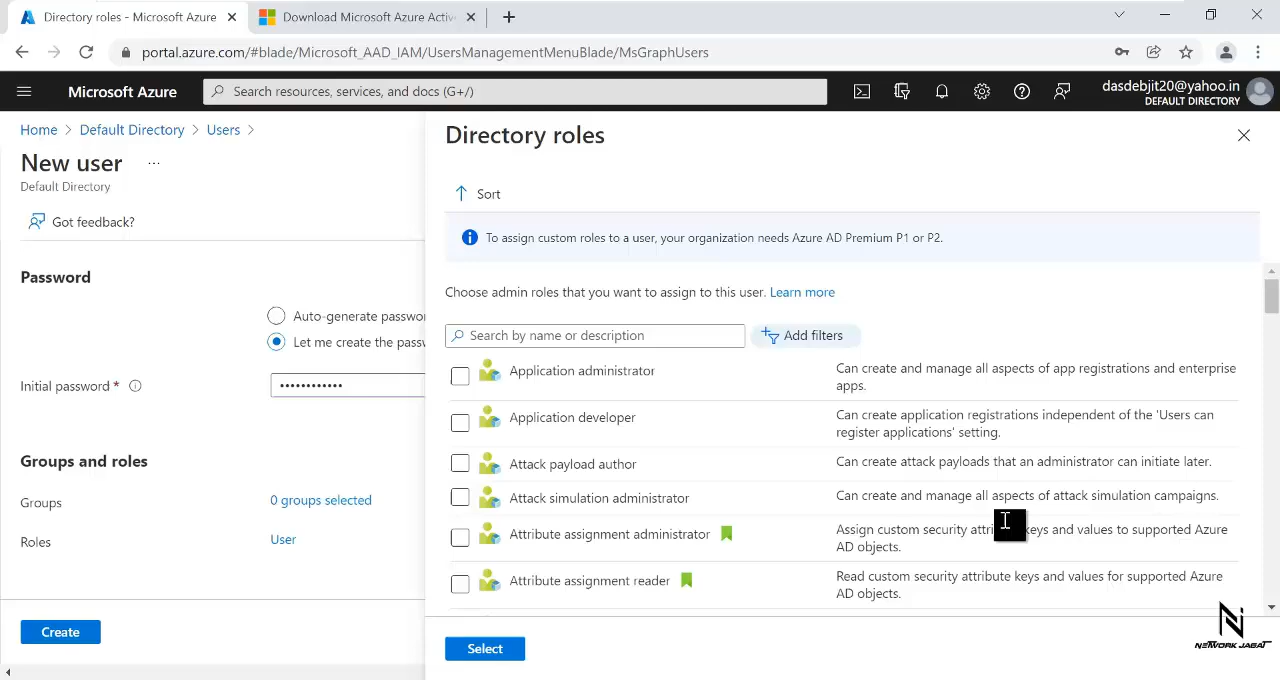 Directory roles - Microsoft Azure
Download Microsoft Azure Activ
portal.azure.com/#blade/Microsoft_AAD_IAM/UsersManagementMenuBlade/MsGraphUsers
Microsoft Azure
Search resources, services, and docs (G+/)
dasdebjit20@yahoo.in
DEFAULT DIRECTORY
Home > Default Directory > Users >
New user ...
Default Directory
Got feedback?
Password
Auto-generate passwor
Let me create the passw
Initial password *
••••••••••••
Groups and roles
Groups
0 groups selected
Roles
User
Create
Directory roles
Sort
To assign custom roles to a user, your organization needs Azure AD Premium P1 or P2.
Choose admin roles that you want to assign to this user. Learn more
Search by name or description
Add filters
Application administrator
Can create and manage all aspects of app registrations and enterprise
apps.
Application developer
Can create application registrations independent of the 'Users can
register applications' setting.
Attack payload author
Can create attack payloads that an administrator can initiate later.
Attack simulation administrator
Can create and manage all aspects of attack simulation campaigns.
Attribute assignment administrator
Assign custom security attri keys and values to supported Azure
AD objects.
Attribute assignment reader
Read custom security attribute keys and values for supported Azure
AD objects.
Select
NETWORK JAGAT